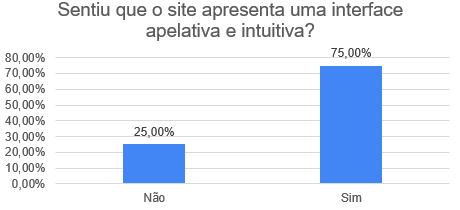 Sentiu que o site apresenta uma interface
apelativa e intuitiva?
80,00%
70,00%
60,00%
50,00%
40,00%
30,00%
20,00%
10,00%
0,00%
25,00%
75,00%
Não
Sim